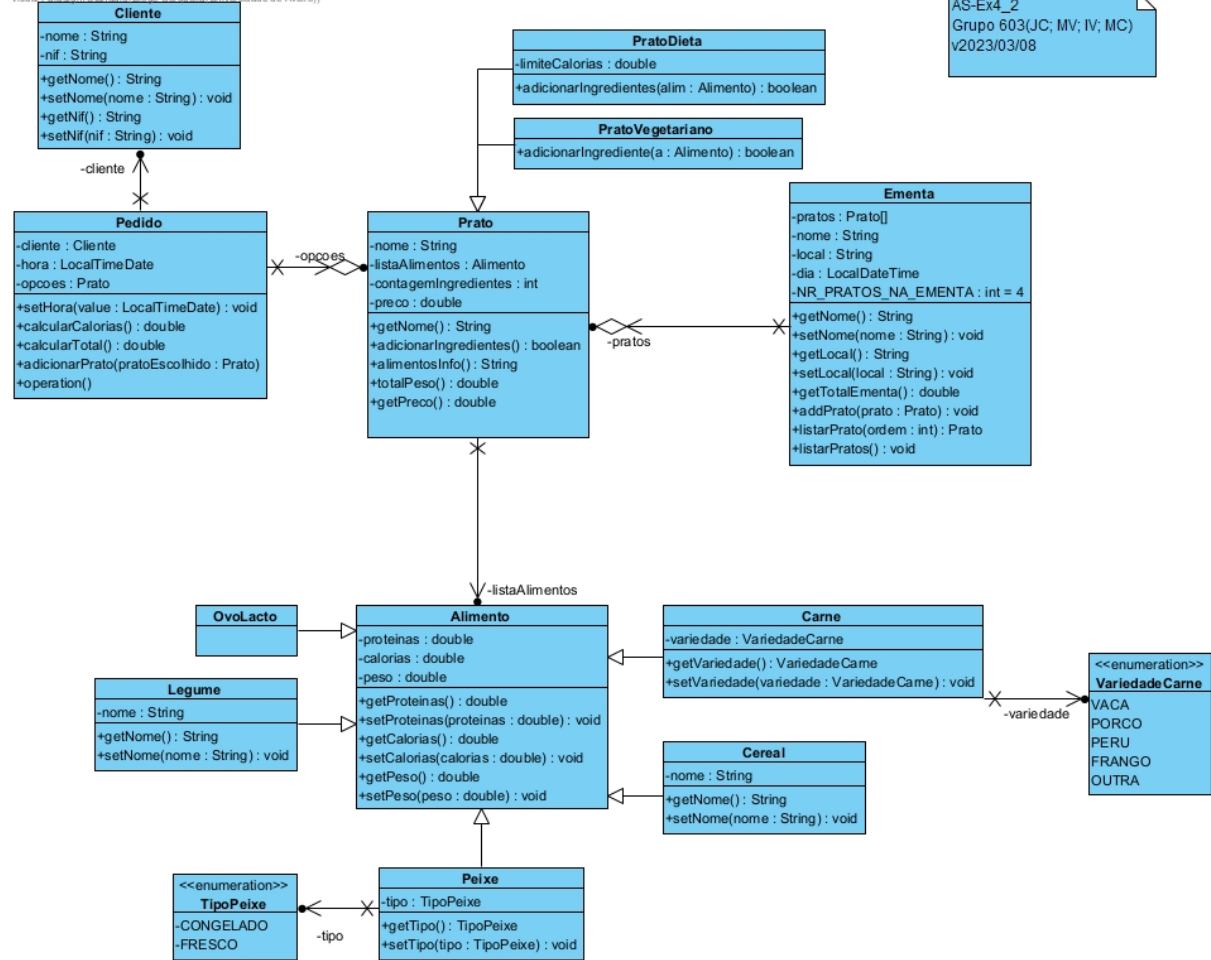 Cliente
-nome : String
-nif : String
+getNome() : String
+setNome(nome : String) : void
+getNif() : String
+setNif(nif : String) : void
-cliente
AS-Ex4_2
Grupo 603(JC; MV; IV; MC)
v2023/03/08
PratoDieta
-limiteCalorias : double
+adicionarIngredientes(alim : Alimento) : boolean
PratoVegetariano
+adicionarIngrediente(a : Alimento) : boolean
Pedido
-cliente : Cliente
-hora : LocalTimeDate
-opcoes : Prato
+setHora(value : LocalTimeDate) : void
+calcularCalorias() : double
+calcularTotal() : double
+adicionarPrato(pratoEscolhido : Prato)
+operation()
-opcoes
Prato
-nome : String
-listaAlimentos : Alimento
-contagemIngredientes : int
-preco : double
+getNome() : String
+adicionarIngredientes() : boolean
+alimentosInfo() : String
+totalPeso() : double
+getPreco() : double
-pratos
Ementa
-pratos : Prato[]
-nome : String
-local : String
-dia : LocalDateTime
-NR_PRATOS_NA_EMENTA : int = 4
+getNome() : String
+setNome(nome : String) : void
+getLocal() : String
+setLocal(local : String) : void
+getTotalEmenta() : double
+addPrato(prato : Prato) : void
+listarPrato(ordem : int) : Prato
+listarPratos() : void
-listaAlimentos
OvoLacto
Legume
-nome : String
+getNome() : String
+setNome(nome : String) : void
Alimento
-proteinas : double
-calorias : double
-peso : double
+getProteinas() : double
+setProteinas(proteinas : double) : void
+getCalorias() : double
+setCalorias(calorias : double) : void
+getPeso() : double
+setPeso(peso : double) : void
Carne
-variedade : VariedadeCarne
+getVariedade() : VariedadeCarne
+setVariedade(variedade : VariedadeCarne) : void
-variedade
<<enumeration>>
VariedadeCarne
VACA
PORCO
PERU
FRANGO
OUTRA
Cereal
-nome : String
+getNome() : String
+setNome(nome : String) : void
<<enumeration>>
TipoPeixe
-CONGELADO
-FRESCO
-tipo
Peixe
-tipo : TipoPeixe
+getTipo() : TipoPeixe
+setTipo(tipo : TipoPeixe) : void